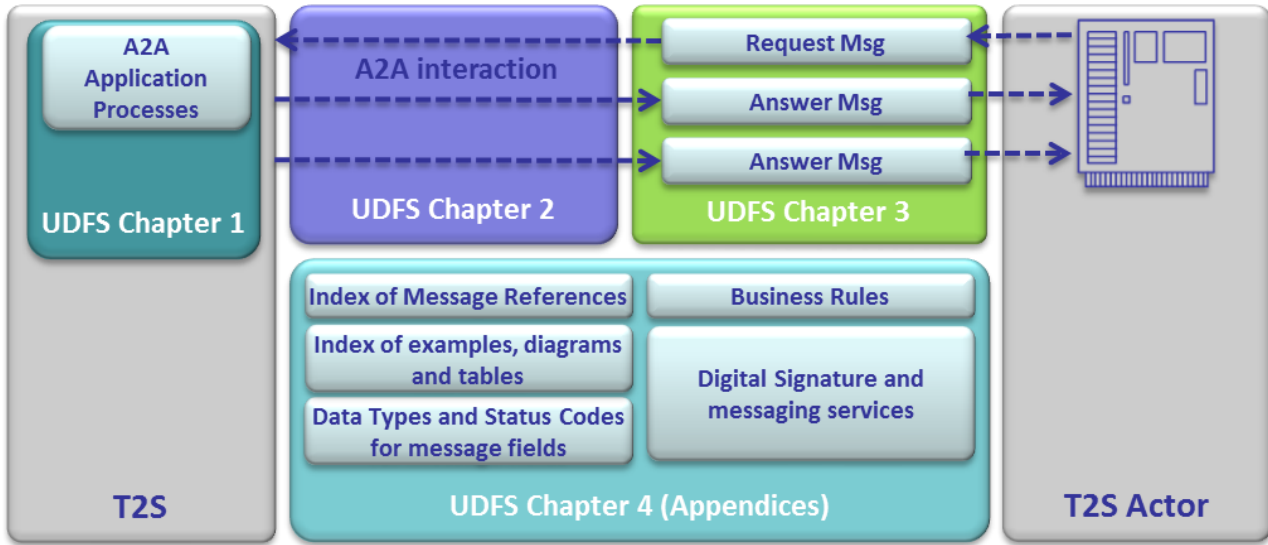 A2A
Application
Processes
UDFS Chapter 1
T2S
A2A interaction
UDFS Chapter 2
Request Msg
Answer Msg
Answer Msg
UDFS Chapter 3
Index of Message References
Business Rules
Index of examples, diagrams
and tables
Digital Signature and
messaging services
Data Types and Status Codes
for message fields
UDFS Chapter 4 (Appendices)
T2S Actor